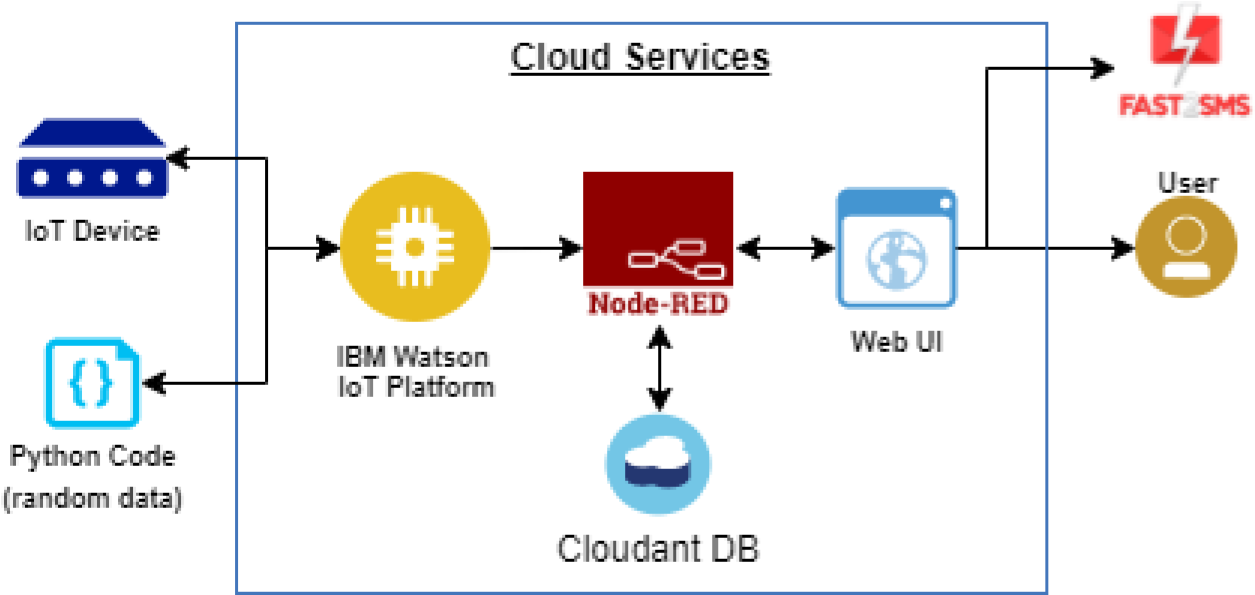 Cloud Services
FAST2SMS
User
IoT Device
Node-RED
Web UI
IBM Watson
IoT Platform
Python Code
(random data)
Cloudant DB